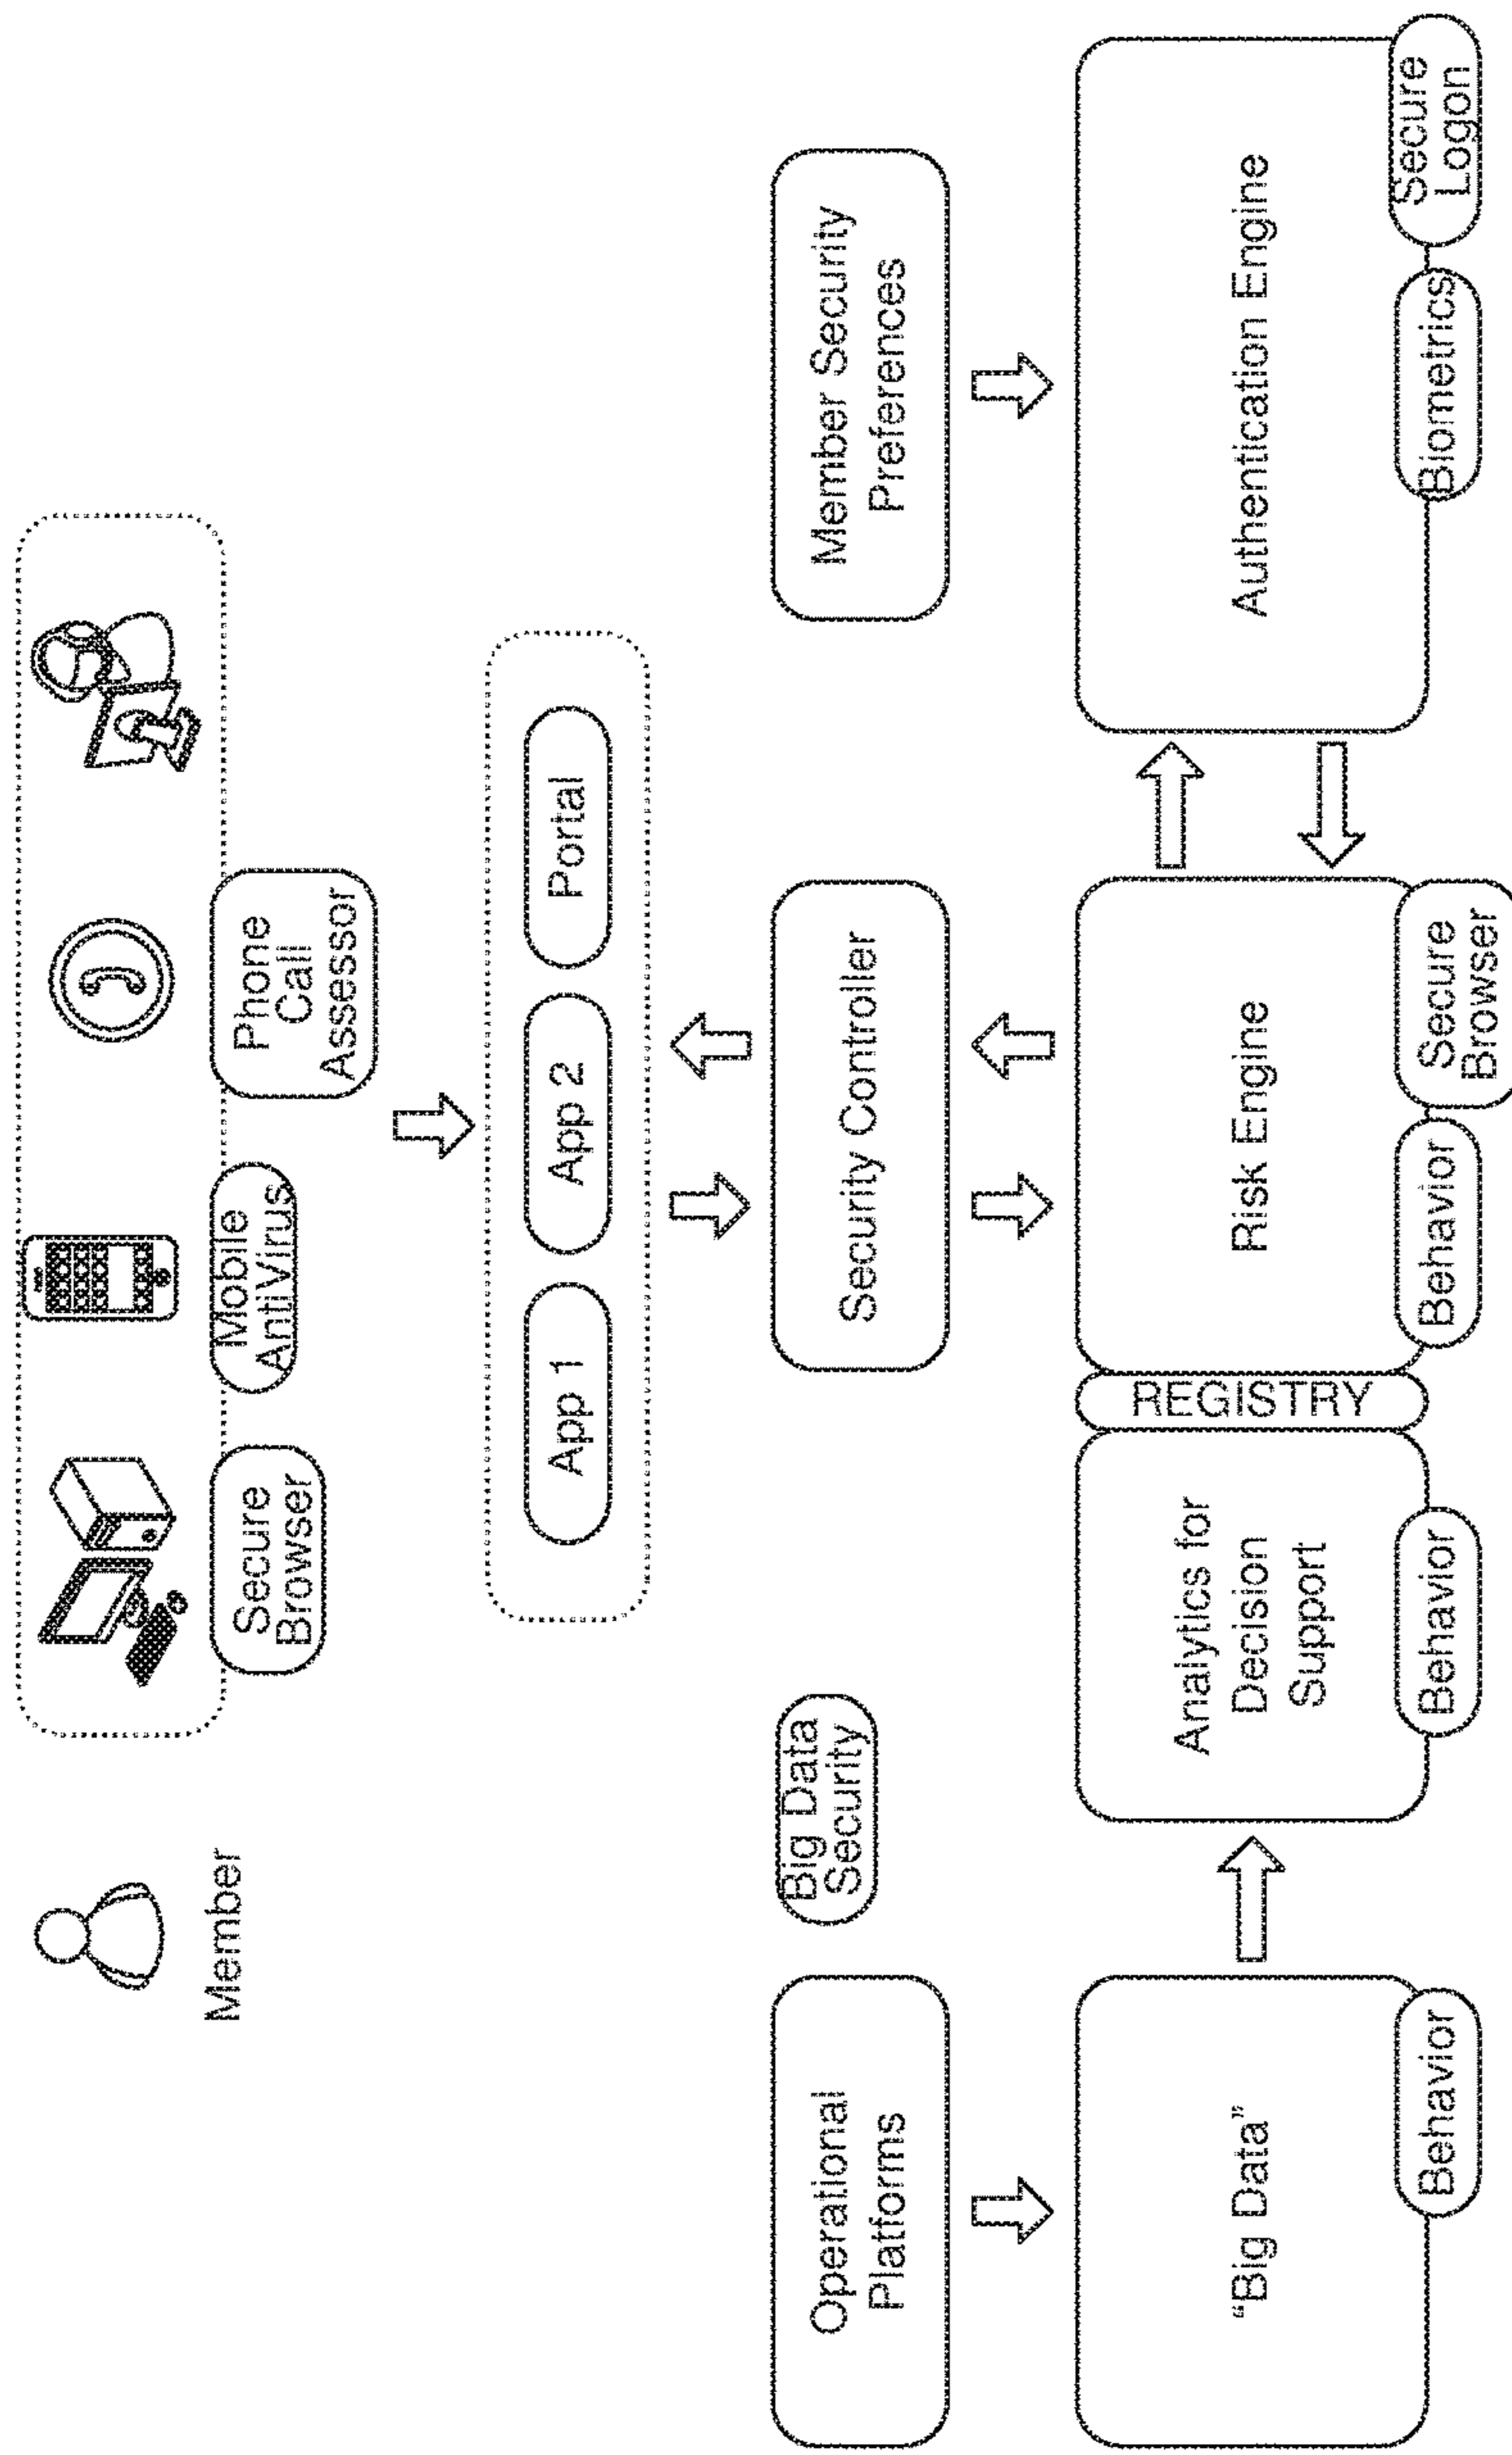 Member
Secure
Browser
Mobile
AntiVirus
Phone
Call
Assessor
App 1
App 2
Portal
Operational
Platforms
Big Data
Security
Security Controller
Member Security
Preferences
“Big Data”
Behavior
Analytics for
Decision
Support
Behavior
REGISTRY
Risk Engine
Behavior
Secure
Browser
Authentication Engine
Biometrics
Secure
Logon